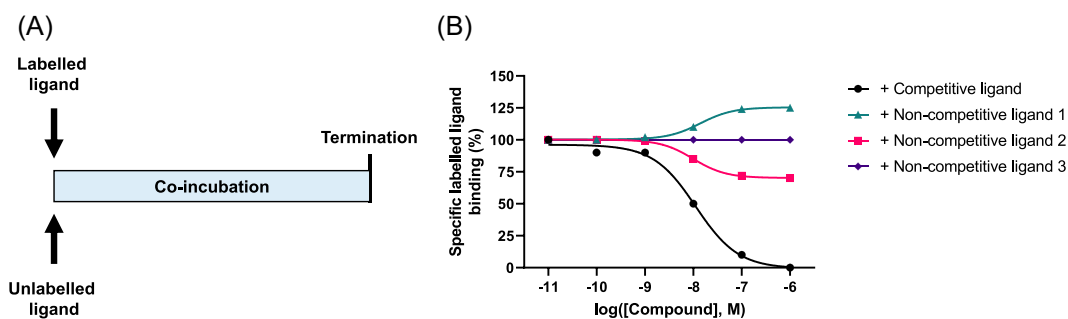 (A)
Labelled
ligand
Termination
Co-incubation
Unlabelled
ligand
(B)
Specific labelled ligand
binding (%)
150
125
100
75
50
25
0
-11 -10 -9 -8 -7 -6
log([Compound], M)
+ Competitive ligand
+ Non-competitive ligand 1
+ Non-competitive ligand 2
+ Non-competitive ligand 3